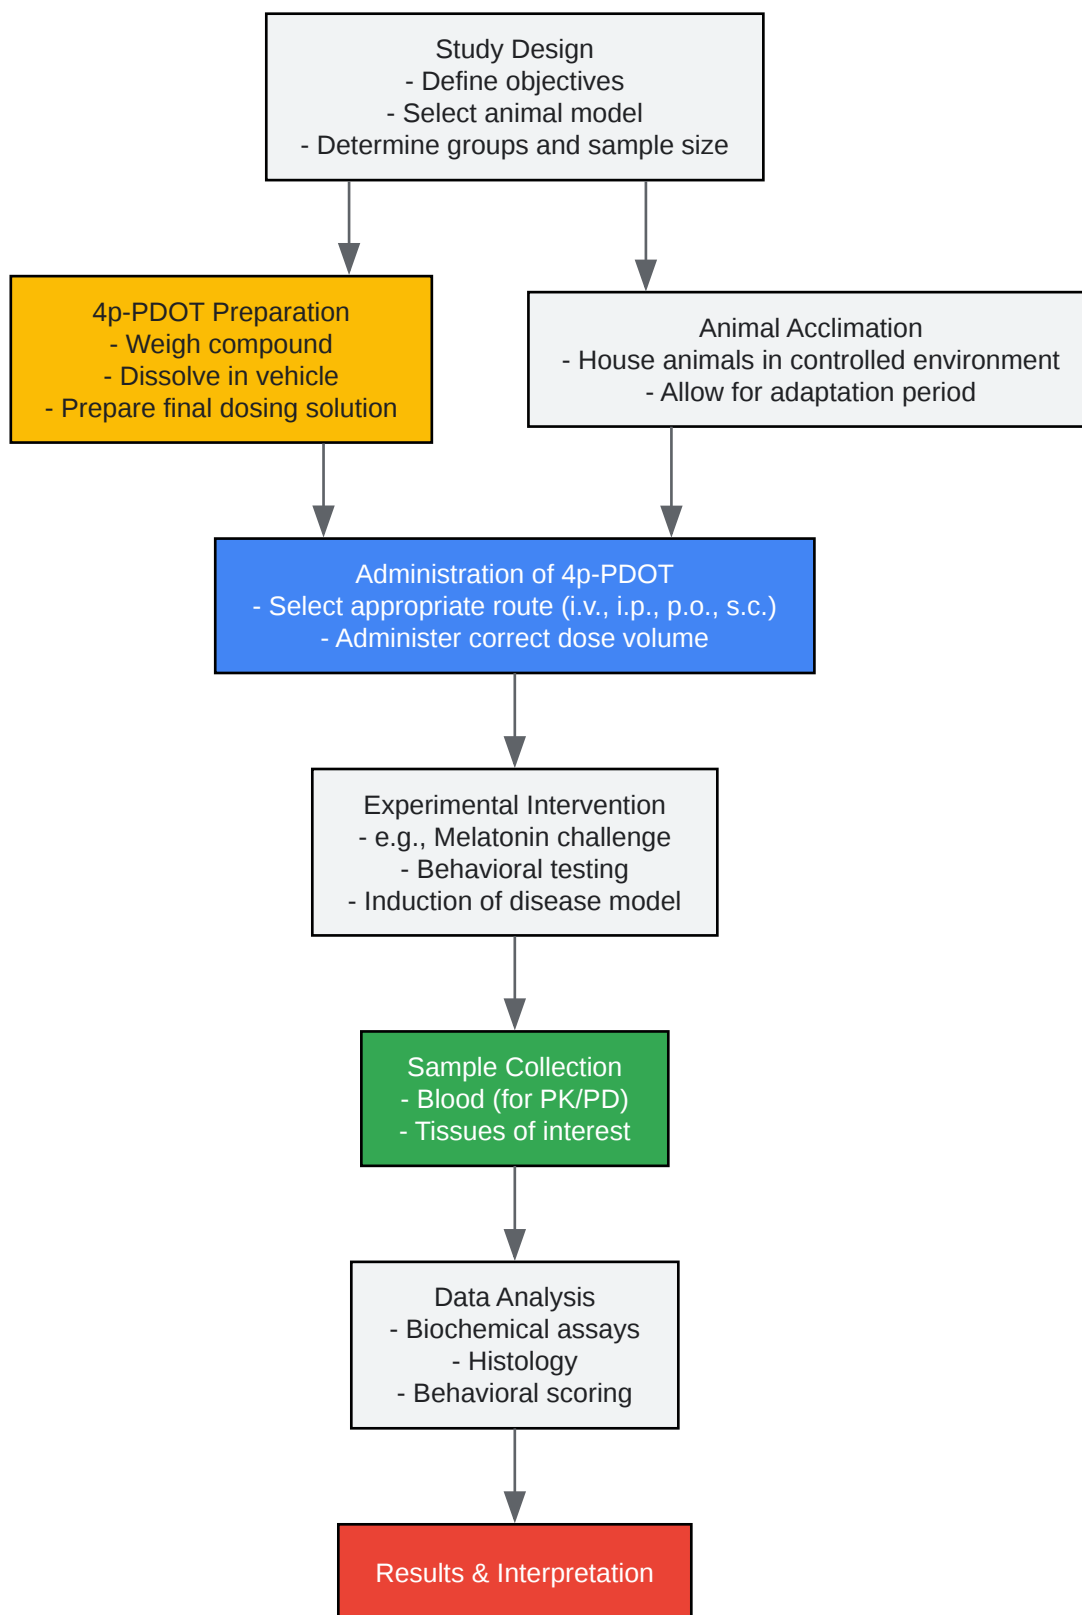 Study Design
- Define objectives
- Select animal model
- Determine groups and sample size
4p-PDOT Preparation
- Weigh compound
- Dissolve in vehicle
- Prepare final dosing solution
Animal Acclimation
- House animals in controlled environment
- Allow for adaptation period
Administration of 4p-PDOT
- Select appropriate route (i.v., i.p., p.o., s.c.)
- Administer correct dose volume
Experimental Intervention
- e.g., Melatonin challenge
- Behavioral testing
- Induction of disease model
Sample Collection
- Blood (for PK/PD)
- Tissues of interest
Data Analysis
- Biochemical assays
- Histology
- Behavioral scoring
Results & Interpretation